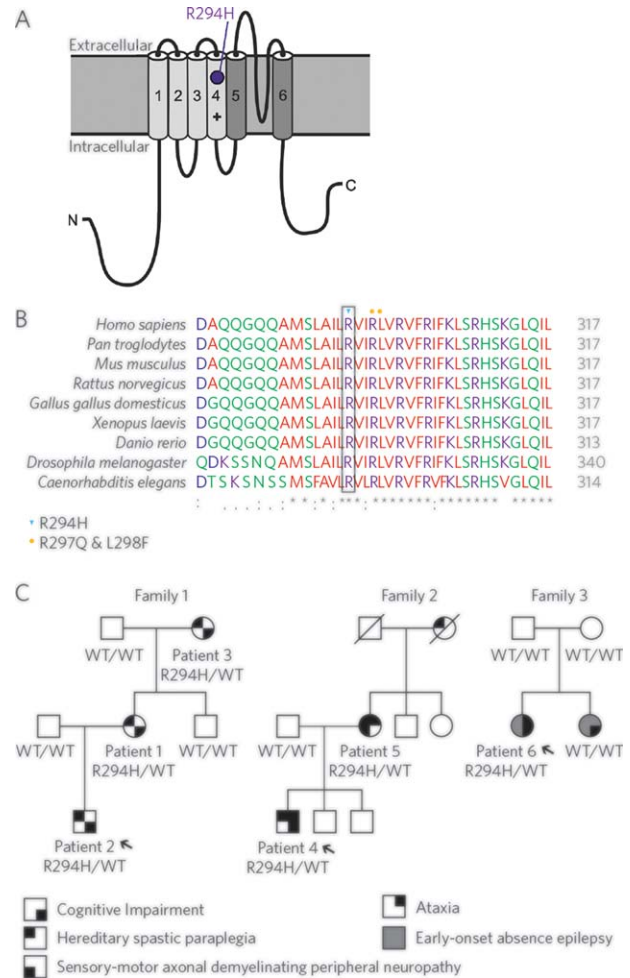 A
R294H
Extracellular
1 2 3 4 5 6
+
Intracellular
N
C
B
Homo sapiens DAQQGQQAMSLAILRVIRLVRVFRIFKLSRHSKGLQIL 317
Pan troglodytes DAQQGQQAMSLAILRVIRLVRVFRIFKLSRHSKGLQIL 317
Mus musculus DAQQGQQAMSLAILRVIRLVRVFRIFKLSRHSKGLQIL 317
Rattus norvegicus DAQQGQQAMSLAILRVIRLVRVFRIFKLSRHSKGLQIL 317
Gallus gallus domesticus DGQQGQQAMSLAILRVIRLVRVFRIFKLSRHSKGLQIL 317
Xenopus laevis DGQQGQQAMSLAILRVIRLVRVFRIFKLSRHSKGLQIL 317
Danio rerio DGQQGQQAMSLAILRVIRLVRVFRIFKLSRHSKGLQIL 313
Drosophila melanogaster QDKSSNQAMSLAILRVIRLVRVFRIFKLSRHSKGLQIL 340
Caenorhabditis elegans DTSKSNSSMSFAVLRVLRLVRVFRVFKLSRHSVGLQIL 314
R294H
R297Q & L298F
C
Family 1 Family 2 Family 3
WT/WT Patient 3 WT/WT WT/WT
R294H/WT
WT/WT Patient 1 WT/WT WT/WT Patient 5 Patient 6 WT/WT
R294H/WT R294H/WT R294H/WT
Patient 2 Patient 4
R294H/WT R294H/WT
Cognitive Impairment Ataxia
Hereditary spastic paraplegia Early-onset absence epilepsy
Sensory-motor axonal demyelinating peripheral neuropathy